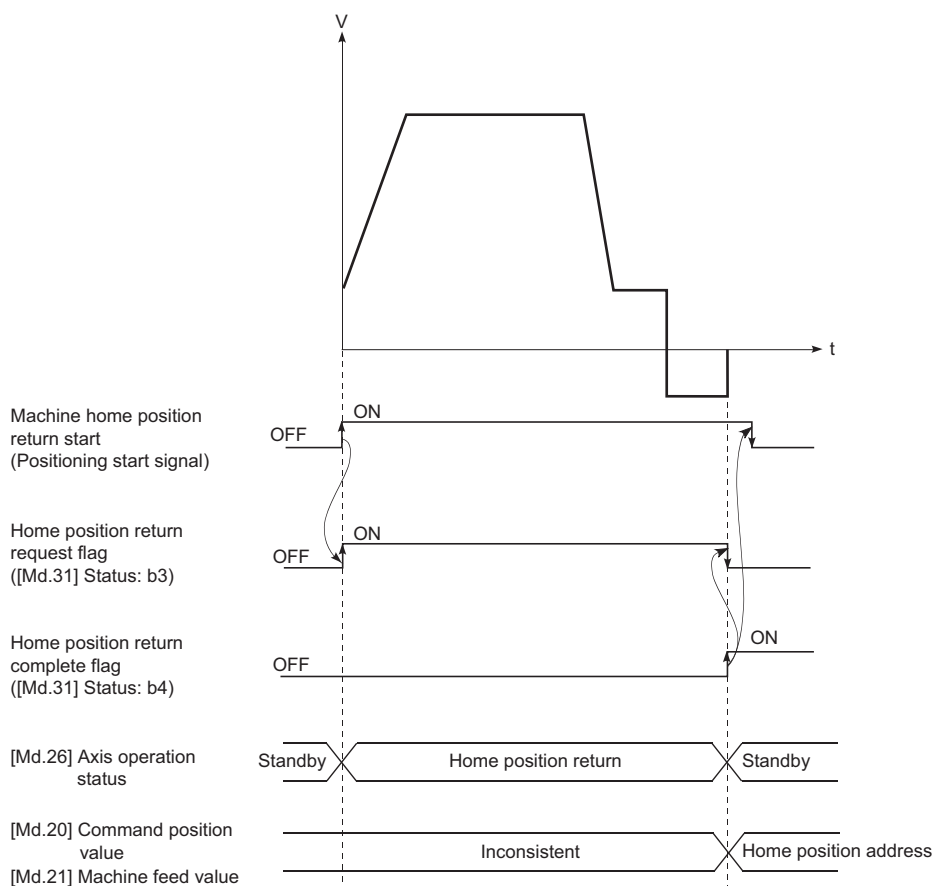 V
t
Machine home position
return start
(Positioning start signal)
OFF
ON
Home position return
request flag
([Md.31] Status: b3)
OFF
ON
Home position return
complete flag
([Md.31] Status: b4)
OFF
ON
[Md.26] Axis operation
status
Standby
Home position return
Standby
[Md.20] Command position
value
[Md.21] Machine feed value
Inconsistent
Home position address